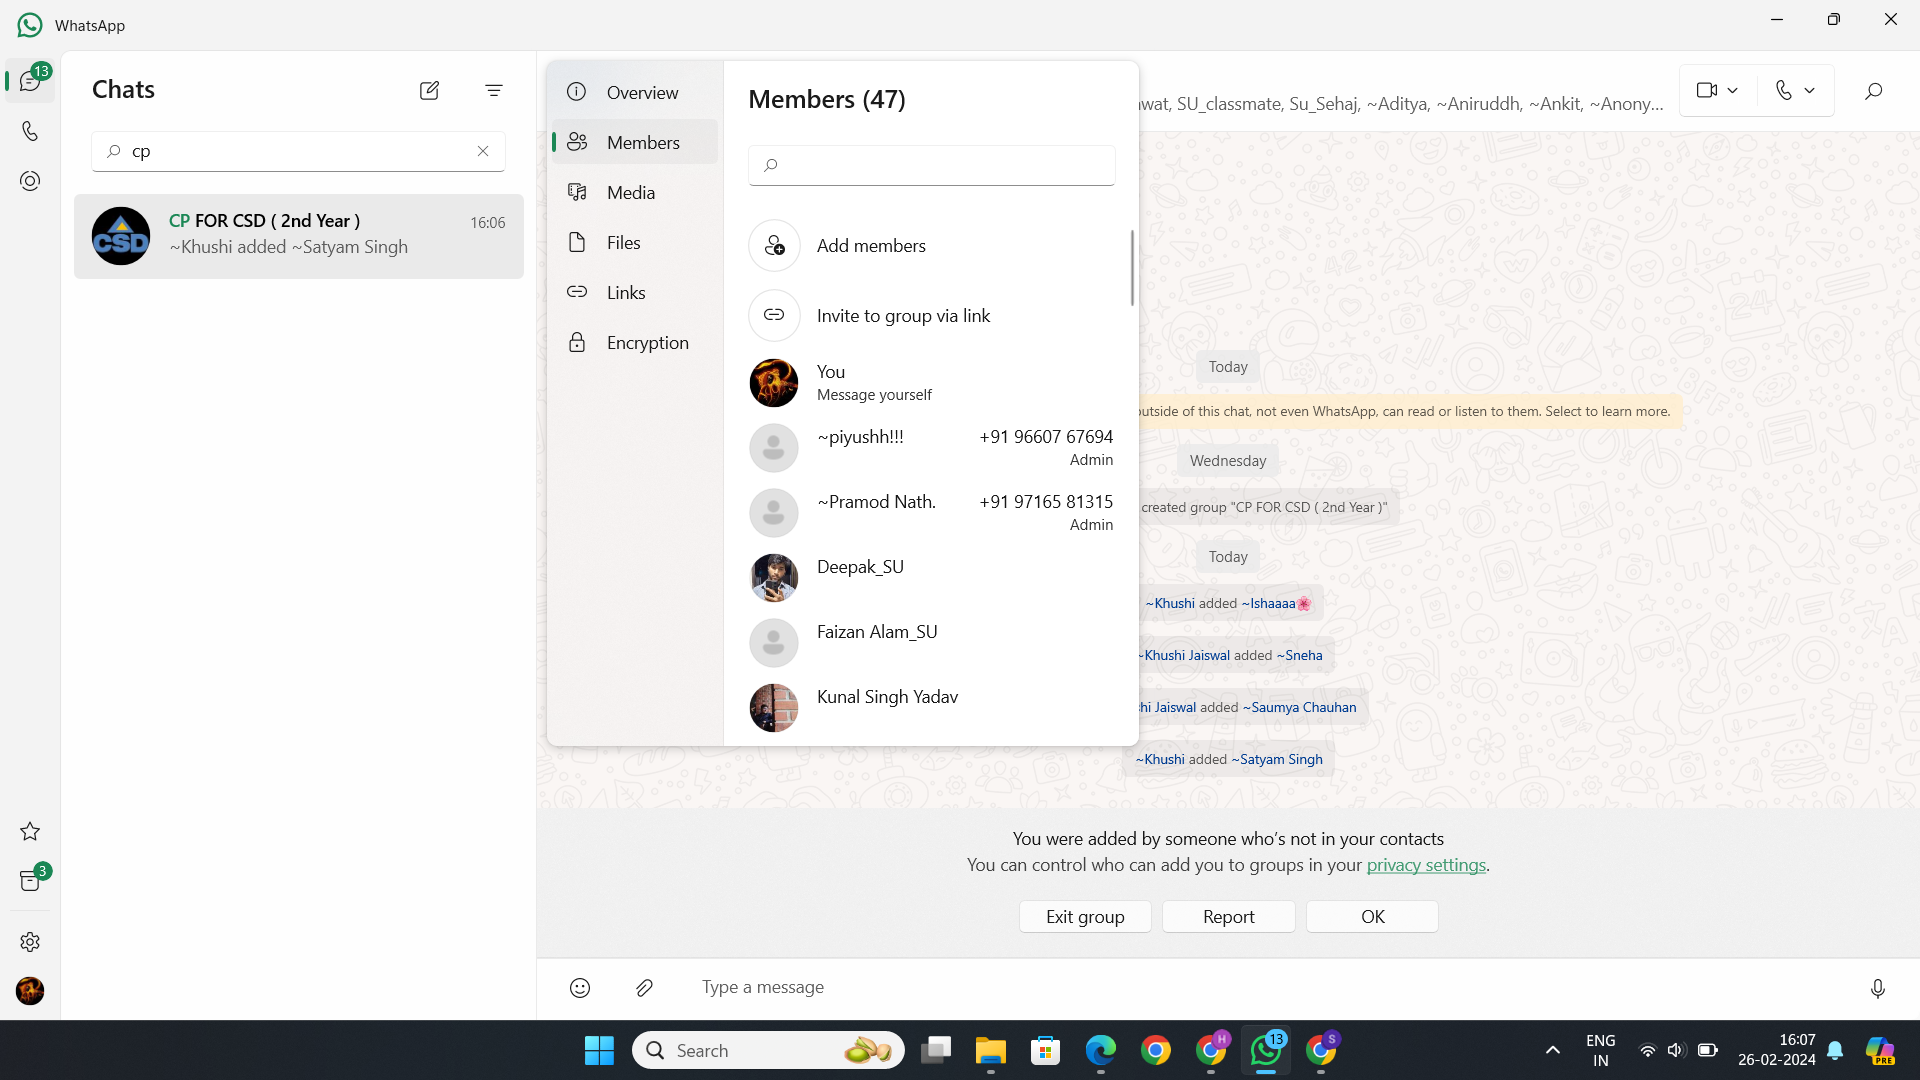 WhatsApp
13
Chats
cp
CP FOR CSD ( 2nd Year )
16:06
~Khushi added ~Satyam Singh
CSD
3
Overview
Members
Media
Files
Links
Encryption
Members (47)
Add members
Invite to group via link
You
Message yourself
~piyushh!!!
+91 96607 67694
Admin
~Pramod Nath.
+91 97165 81315
Admin
Deepak_SU
Faizan Alam_SU
Kunal Singh Yadav
wat, SU_classmate, Su_Sehaj, ~Aditya, ~Aniruddh, ~Ankit, ~Anony...
Today
utside of this chat, not even WhatsApp, can read or listen to them. Select to learn more.
Wednesday
created group "CP FOR CSD ( 2nd Year )"
Today
~Khushi added ~Ishaaaa🌸
~Khushi Jaiswal added ~Sneha
hi Jaiswal added ~Saumya Chauhan
~Khushi added ~Satyam Singh
You were added by someone who's not in your contacts
You can control who can add you to groups in your privacy settings.
Exit group
Report
OK
Type a message
Search
H
13
S
ENG
IN
16:07
26-02-2024
PRE